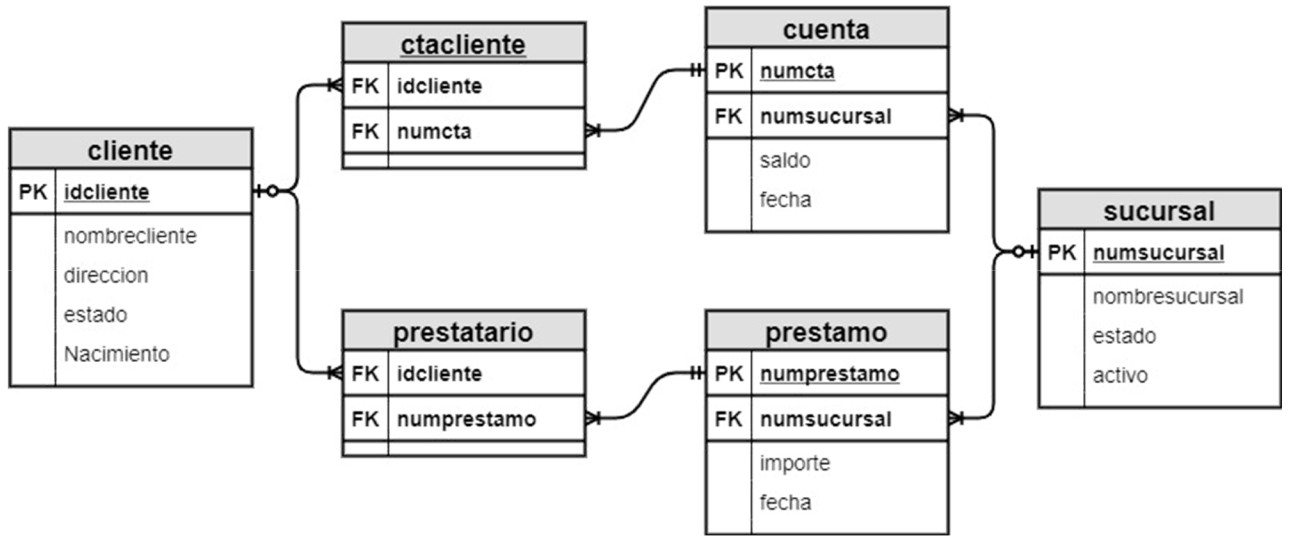 cliente
PK idcliente
nombrecliente
direccion
estado
Nacimiento
ctacliente
FK idcliente
FK numcta
prestatario
FK idcliente
FK numprestamo
cuenta
PK numcta
FK numsucursal
saldo
fecha
prestamo
PK numprestamo
FK numsucursal
importe
fecha
sucursal
PK numsucursal
nombresucursal
estado
activo